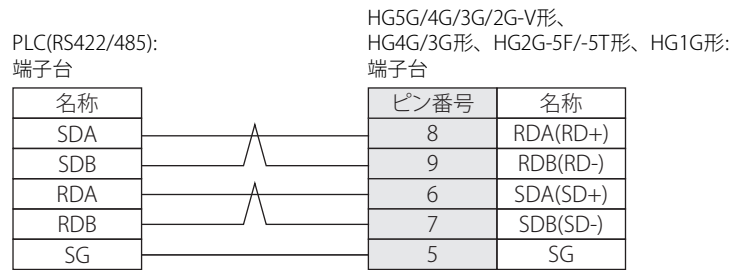 HG5G/4G/3G/2G-V形、
PLC(RS422/485): HG4G/3G形、HG2G-5F/-5T形、HG1G形:
端子台 端子台
名称 ピン番号 名称
SDA 8 RDA(RD+)
SDB 9 RDB(RD-)
RDA 6 SDA(SD+)
RDB 7 SDB(SD-)
SG 5 SG